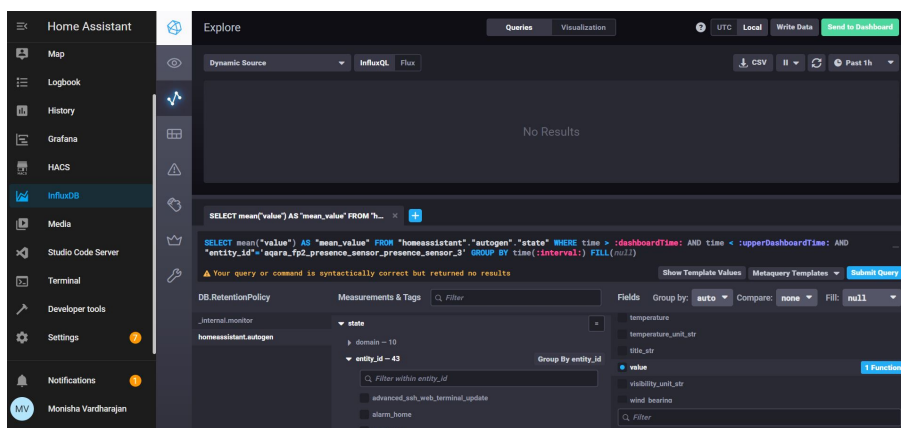 Home Assistant
Map
Logbook
History
Grafana
HACS
InfluxDB
Media
Studio Code Server
Terminal
Developer tools
Settings 7
Notifications 1
MV Monisha Vardharajan
Explore
Queries Visualization
UTC Local Write Data Send to Dashboard
Dynamic Source InfluxQL Flux
CSV Past 1h
No Results
SELECT mean("value") AS "mean_value" FROM "h...
SELECT mean("value") AS "mean_value" FROM "homeassistant"."autogen"."state" WHERE time > :dashboardTime: AND time < :upperDashboardTime: AND
"entity_id"='aqara_fp2_presence_sensor_presence_sensor_3' GROUP BY time(:interval:) FILL(null)
Your query or command is syntactically correct but returned no results
Show Template Values Metaquery Templates Submit Query
DB.RetentionPolicy
_internal.monitor
homeassistant.autogen
Measurements & Tags Filter
state
domain — 10
entity_id — 43 Group By entity_id
Filter within entity_id
advanced_ssh_web_terminal_update
alarm_home
Fields Group by: auto Compare: none Fill: null
temperature
temperature_unit_str
title_str
value 1 Function
visibility_unit_str
wind_bearing
Filter